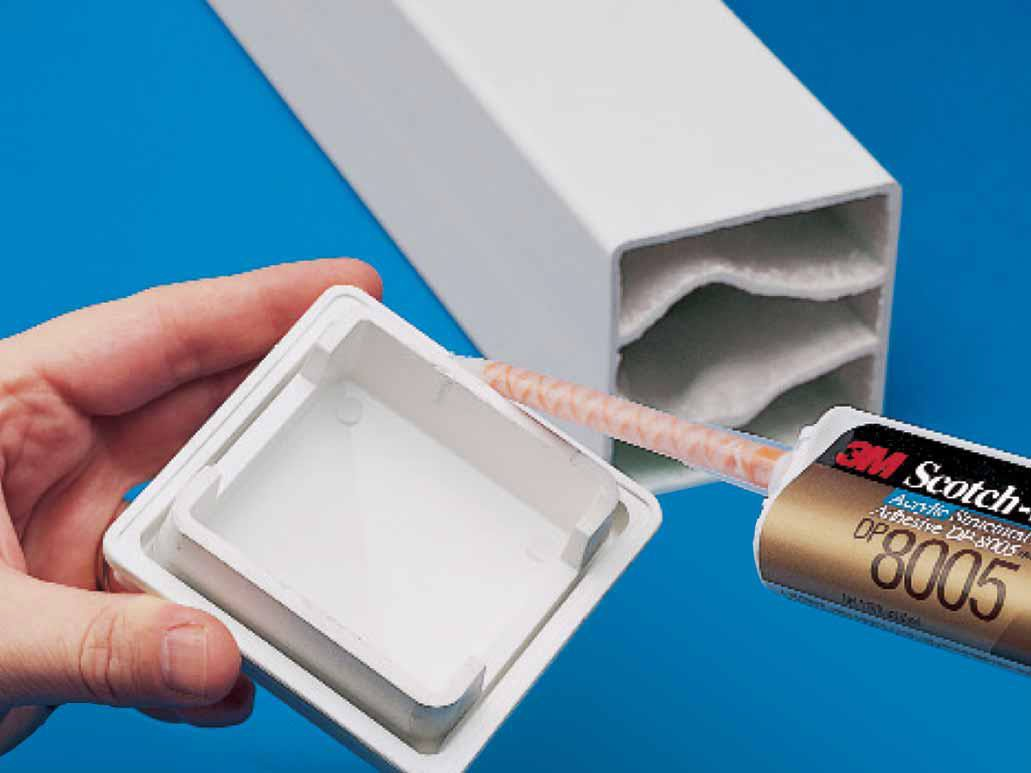 3M Scotch-
Acrylic Structural
Adhesive DP-8005
DP8005